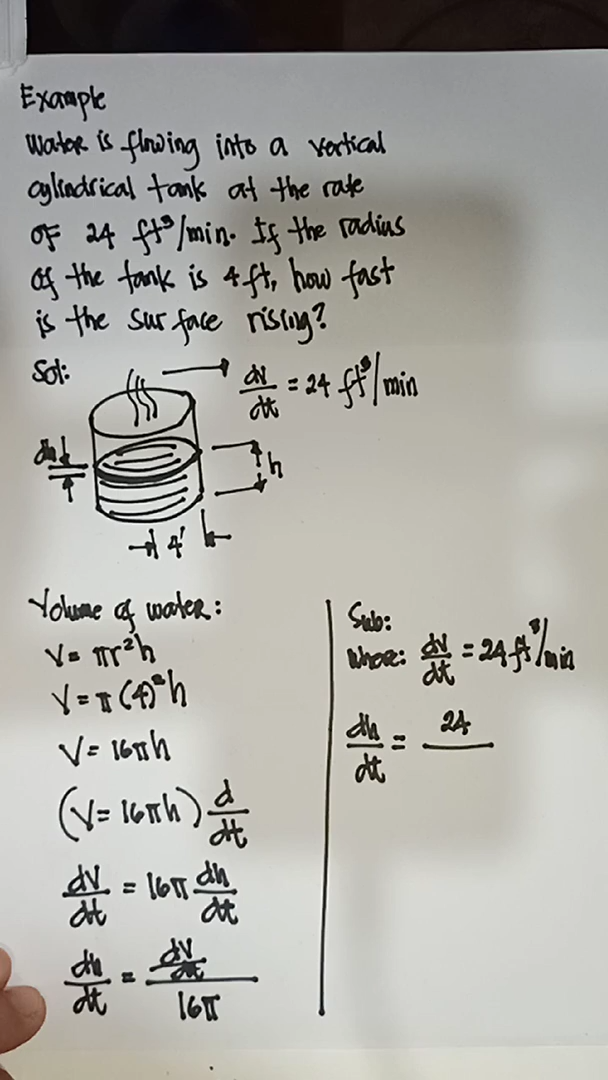 Example
Water is flowing into a vertical
cylindrical tank at the rate
of 24 ft³/min. If the radius
of the tank is 4ft, how fast
is the surface rising?
Sol:
dv/dt = 24 ft³/min
dh
h
4'
Volume of water:
V = πr²h
V = π(4)²h
V = 16πh
(V = 16πh) d/dt
dV/dt = 16π dh/dt
dh/dt = dV/dt / 16π
Sub:
Where: dV/dt = 24 ft³/min
dh/dt = 24